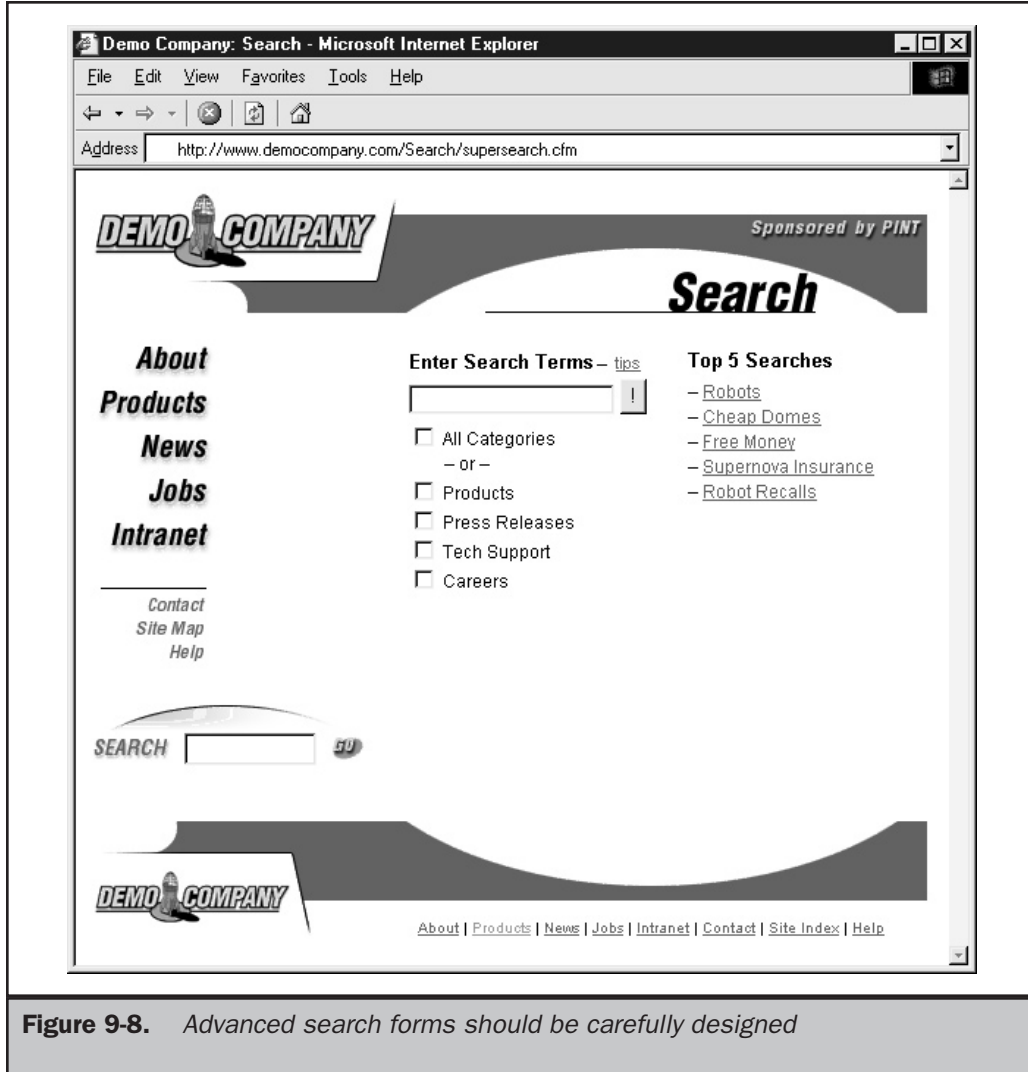 Demo Company: Search - Microsoft Internet Explorer
File Edit View Favorites Tools Help
Address http://www.democompany.com/Search/supersearch.cfm
DEMO COMPANY
Sponsored by PINT
Search
About
Products
News
Jobs
Intranet
Contact
Site Map
Help
SEARCH GO
Enter Search Terms – tips
!
All Categories
– or –
Products
Press Releases
Tech Support
Careers
Top 5 Searches
– Robots
– Cheap Domes
– Free Money
– Supernova Insurance
– Robot Recalls
DEMO COMPANY
About | Products | News | Jobs | Intranet | Contact | Site Index | Help
Figure 9-8. Advanced search forms should be carefully designed